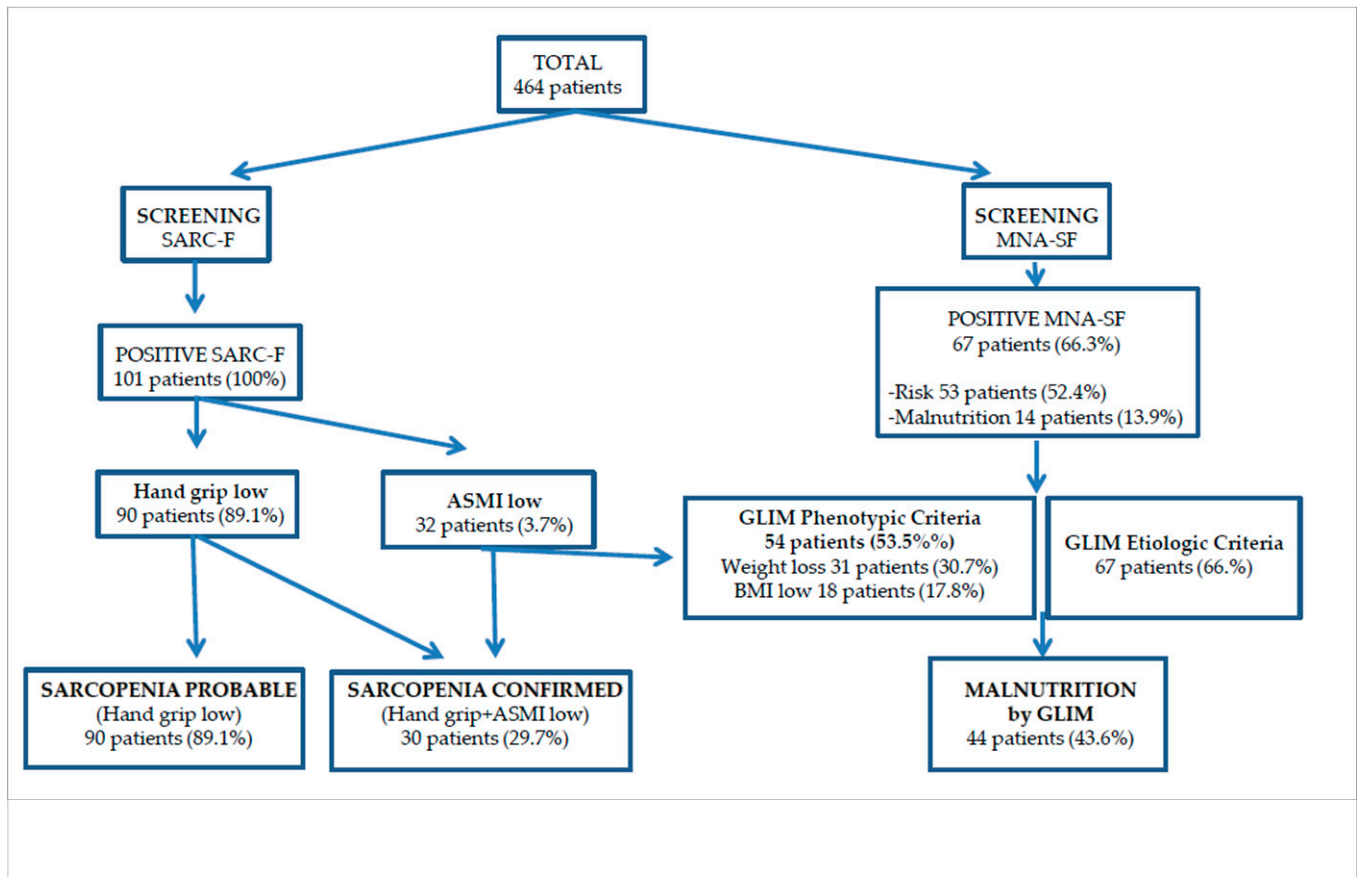 TOTAL
464 patients
SCREENING
SARC-F
SCREENING
MNA-SF
POSITIVE SARC-F
101 patients (100%)
POSITIVE MNA-SF
67 patients (66.3%)
-Risk 53 patients (52.4%)
-Malnutrition 14 patients (13.9%)
Hand grip low
90 patients (89.1%)
ASMI low
32 patients (3.7%)
GLIM Phenotypic Criteria
54 patients (53.5%%)
Weight loss 31 patients (30.7%)
BMI low 18 patients (17.8%)
GLIM Etiologic Criteria
67 patients (66.%)
SARCOPENIA PROBABLE
(Hand grip low)
90 patients (89.1%)
SARCOPENIA CONFIRMED
(Hand grip+ASMI low)
30 patients (29.7%)
MALNUTRITION
by GLIM
44 patients (43.6%)